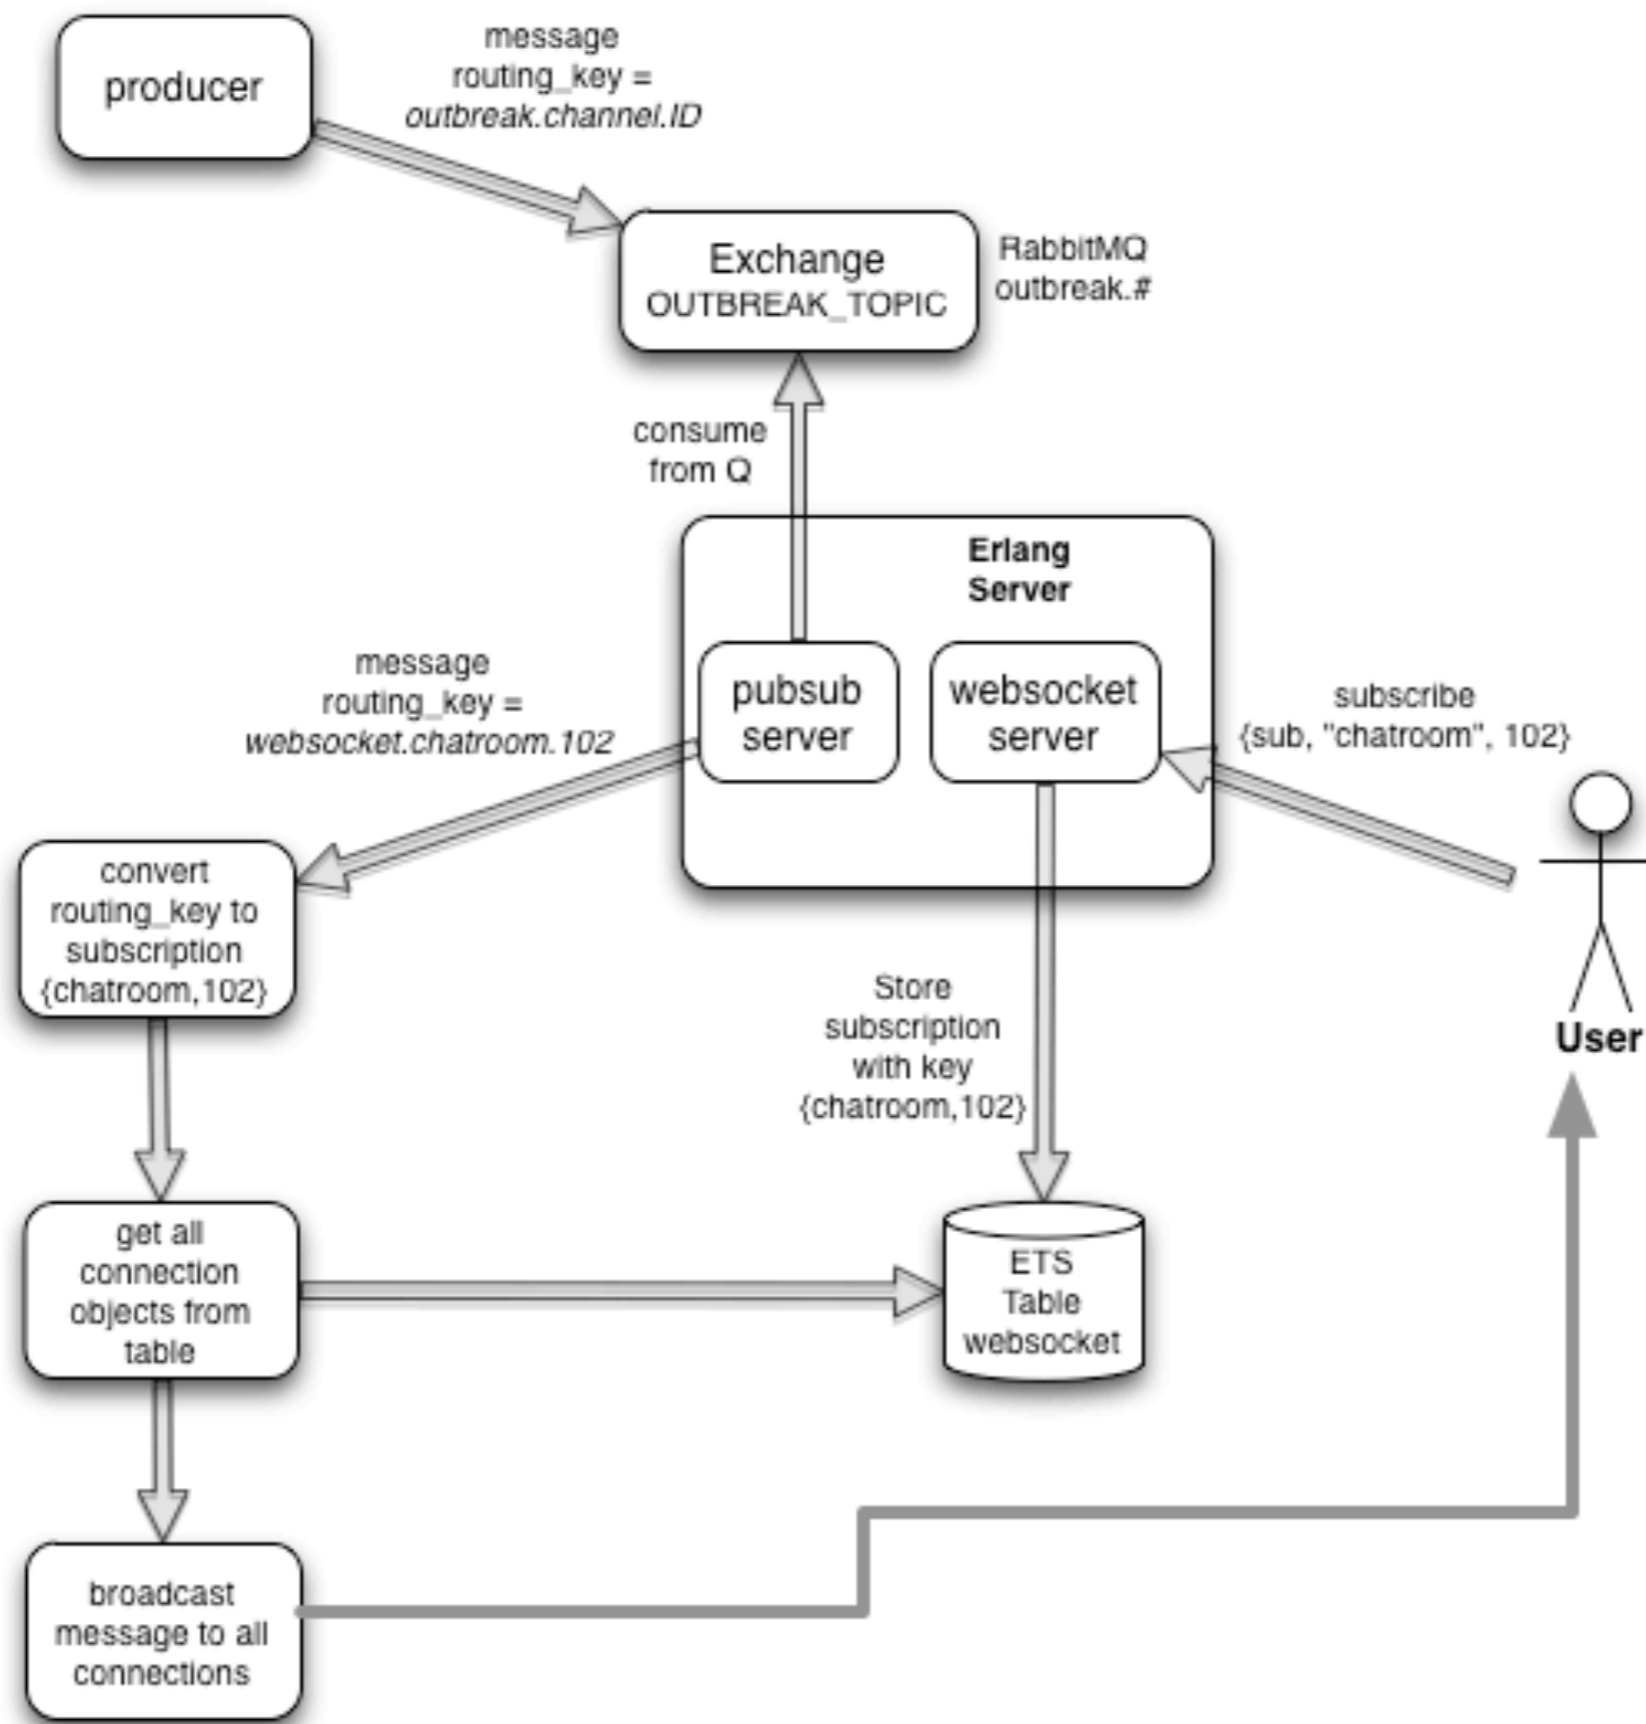 producer
message
routing_key =
outbreak.channel.ID
Exchange
OUTBREAK_TOPIC
RabbitMQ
outbreak.#
consume
from Q
Erlang
Server
pubsub
server
websocket
server
message
routing_key =
websocket.chatroom.102
subscribe
{sub, "chatroom", 102}
User
convert
routing_key to
subscription
{chatroom,102}
Store
subscription
with key
{chatroom,102}
get all
connection
objects from
table
ETS
Table
websocket
broadcast
message to all
connections